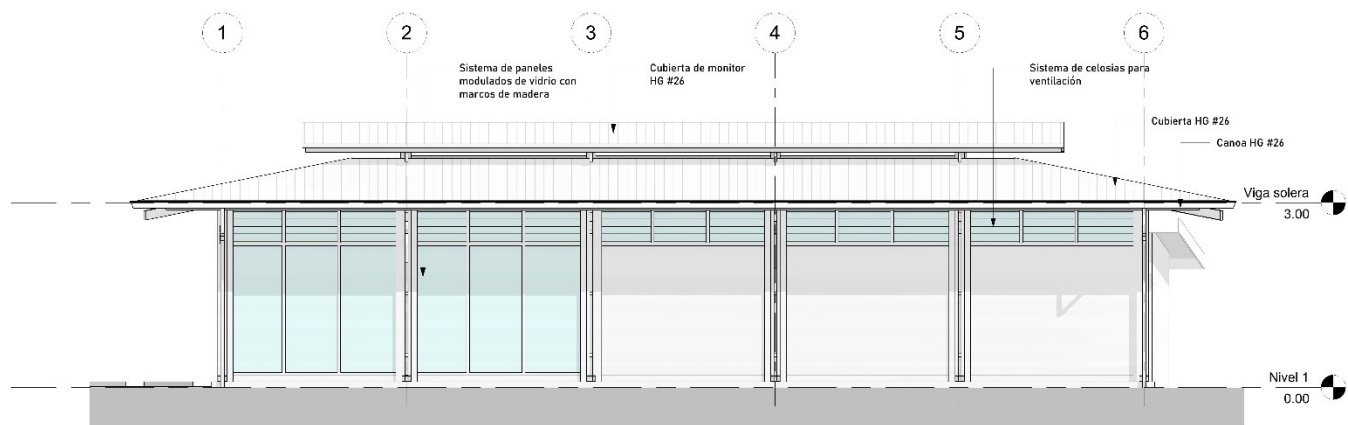 1
2
3
4
5
6
Sistema de paneles
modulados de vidrio con
marcos de madera
Cubierta de monitor
HG #26
Sistema de celosias para
ventilación
Cubierta HG #26
Canoa HG #26
Viga solera
3.00
Nivel 1
0.00